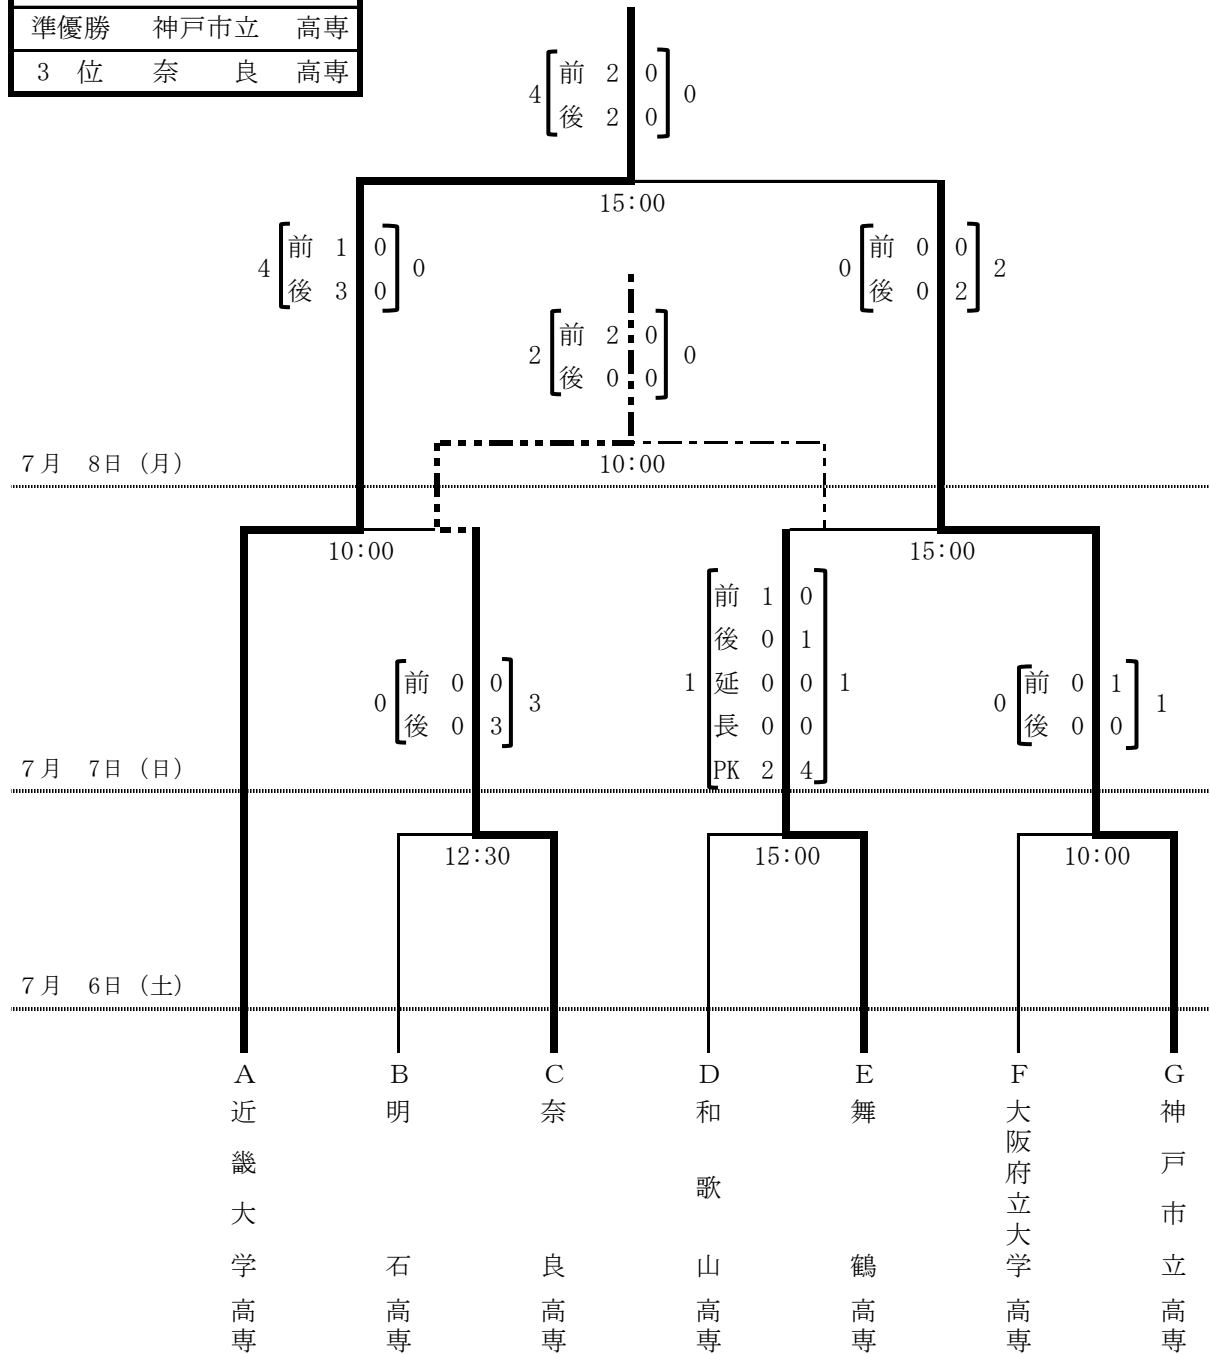 準優勝 神戸市立 高専
3 位 奈 良 高専
4 前 2 0 0
後 2 0
15:00
4 前 1 0 0
後 3 0
0 前 0 0 2
後 0 2
2 前 2 0 0
後 0 0
10:00
7月 8日 (月)
10:00
15:00
0 前 0 0 3
後 0 3
前 1 0
後 0 1
1 延 0 0 1
長 0 0
PK 2 4
0 前 0 1 1
後 0 0
7月 7日 (日)
12:30
15:00
10:00
7月 6日 (土)
A
近畿大学高専
B
明石高専
C
奈良高専
D
和歌山高専
E
舞鶴高専
F
大阪府立大学高専
G
神戸市立高専